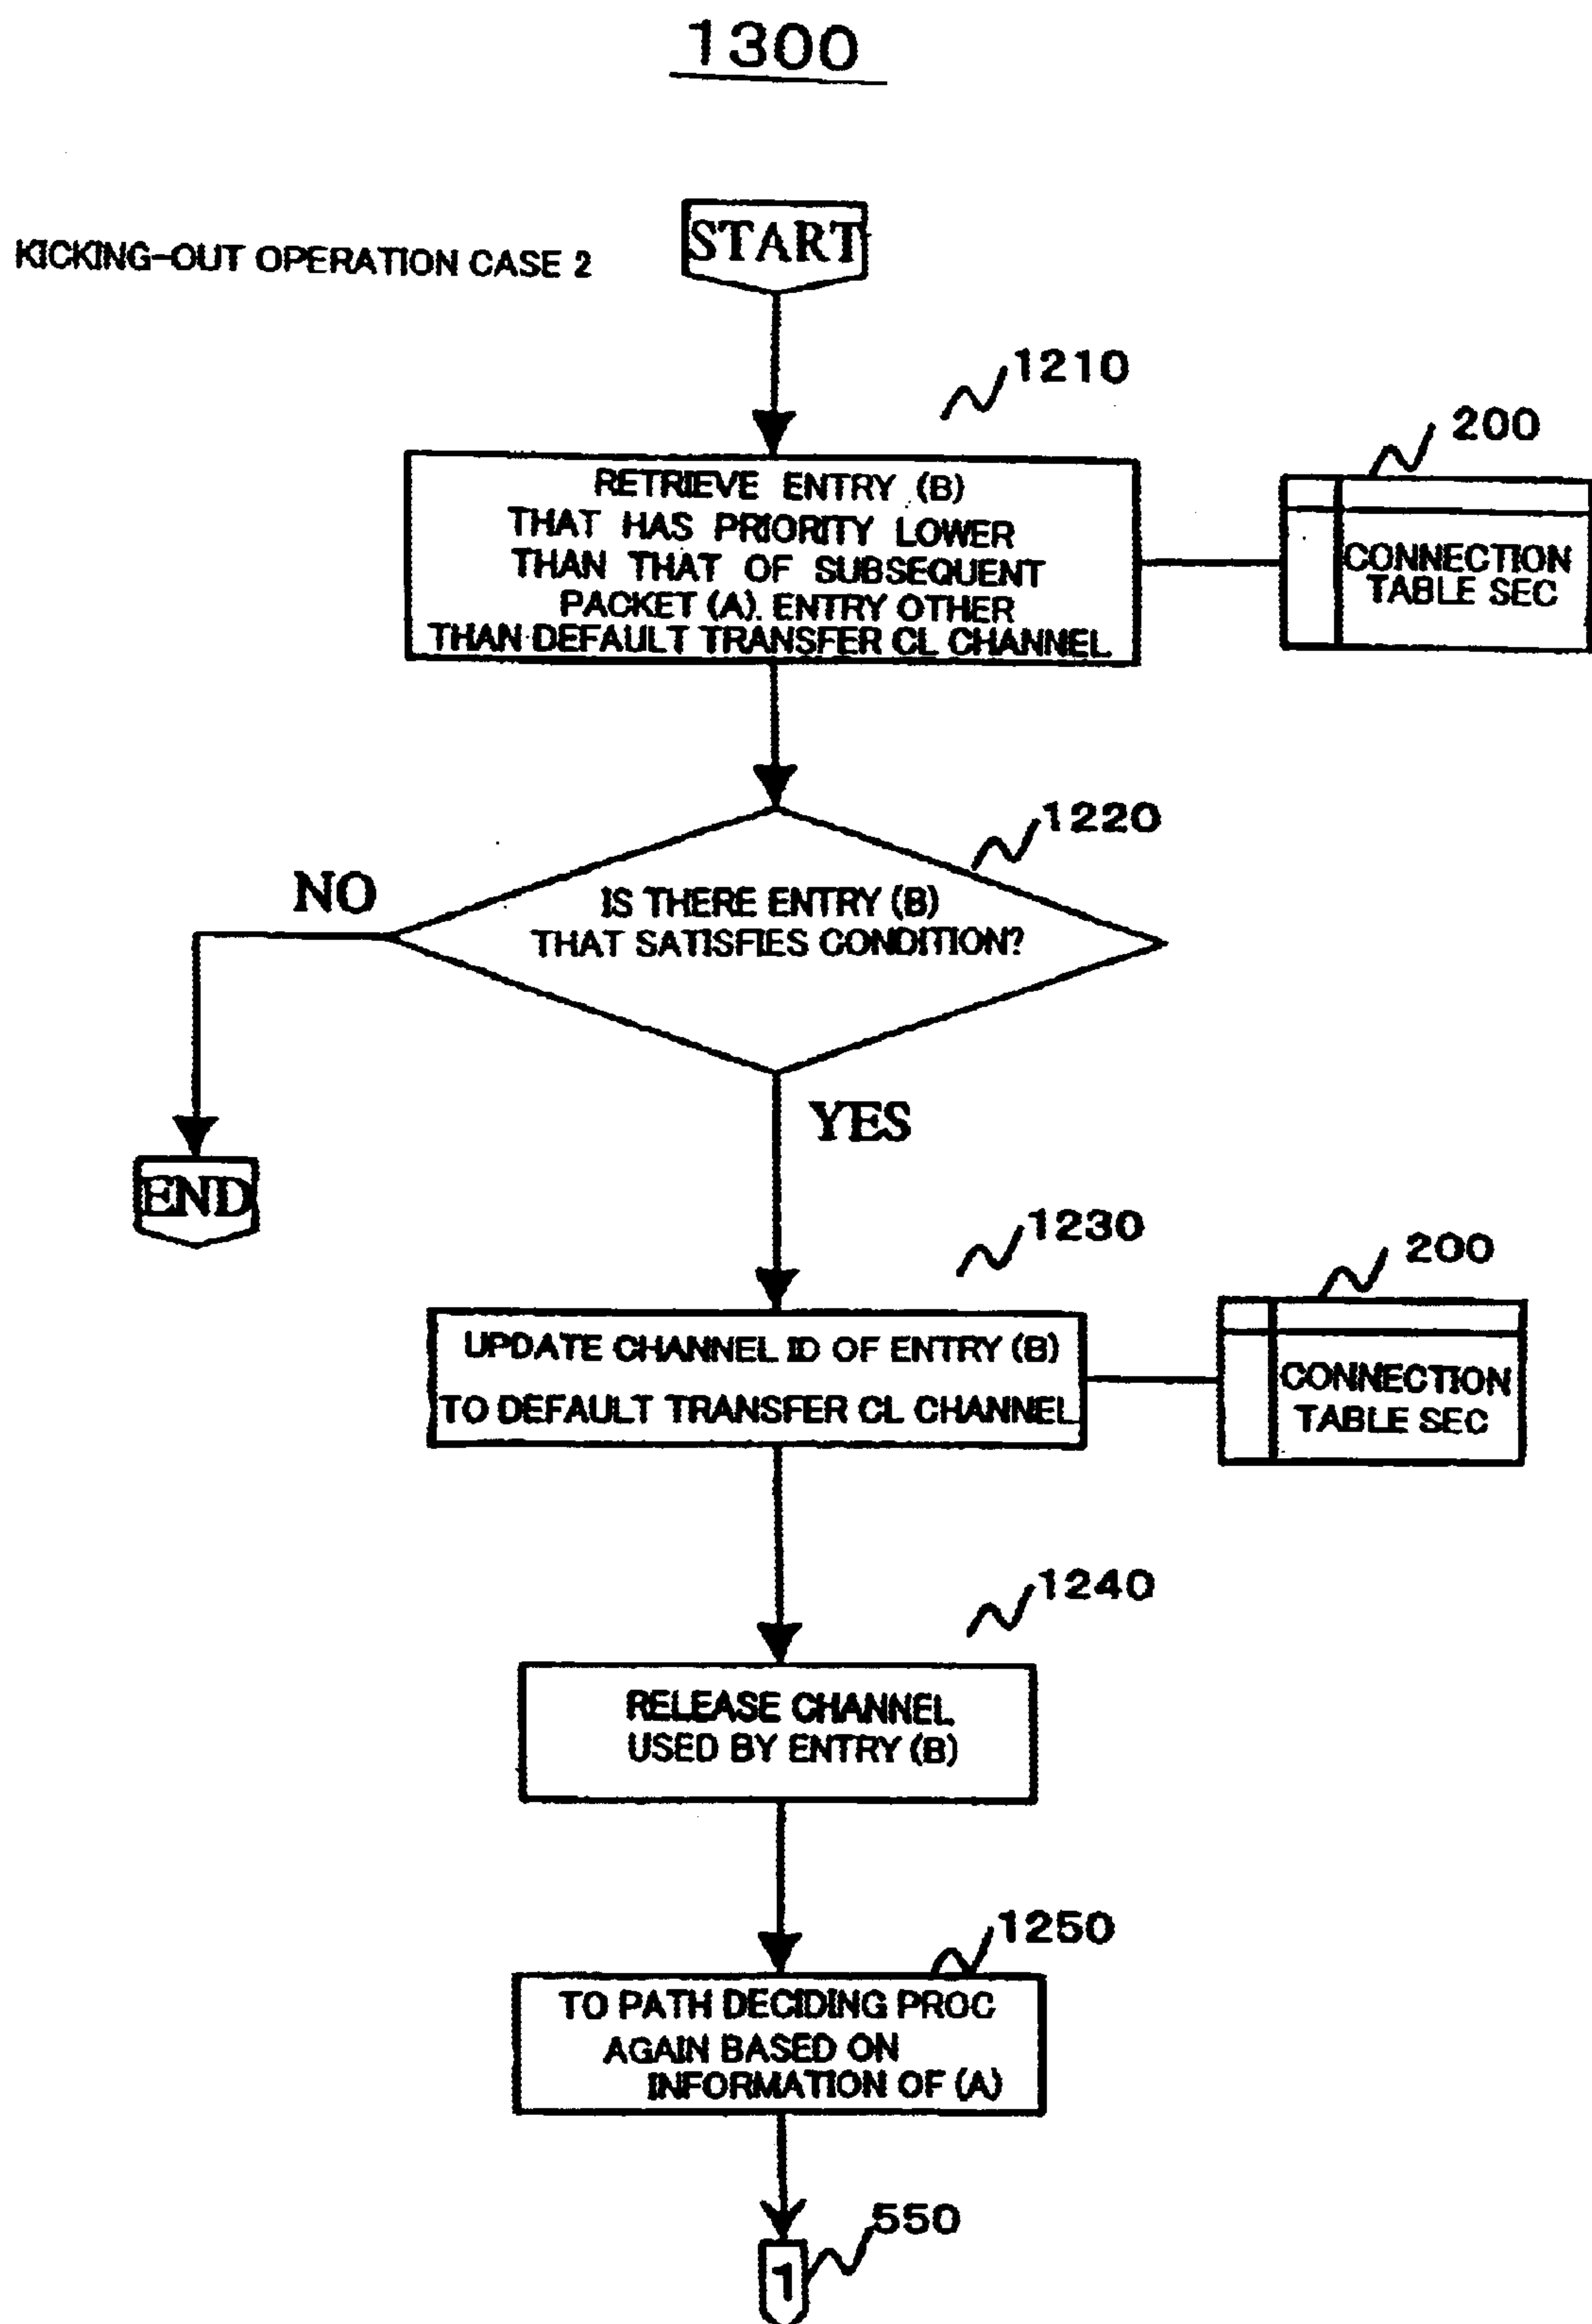 1300
START
KICKING-OUT OPERATION CASE 2
1210
200
RETRIEVE ENTRY (B)
THAT HAS PRIORITY LOWER
THAN THAT OF SUBSEQUENT
PACKET (A). ENTRY OTHER
THAN DEFAULT TRANSFER CL CHANNEL
CONNECTION
TABLE SEC
1220
NO
IS THERE ENTRY (B)
THAT SATISFIES CONDITION?
YES
END
1230
200
UPDATE CHANNEL ID OF ENTRY (B)
TO DEFAULT TRANSFER CL CHANNEL
CONNECTION
TABLE SEC
1240
RELEASE CHANNEL
USED BY ENTRY (B)
1250
TO PATH DECIDING PROC
AGAIN BASED ON
INFORMATION OF (A)
550
1